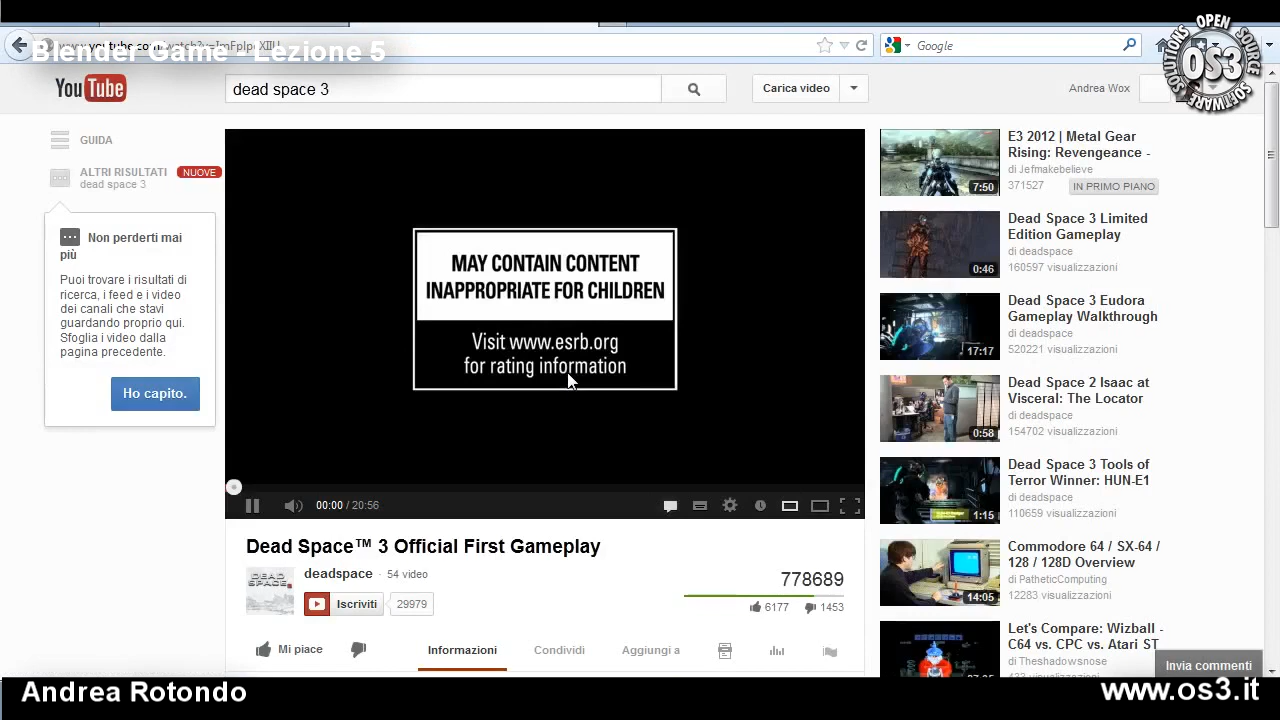 Blender Game - Lezione 5
Google
OPEN SOURCE SOFTWARE SOLUTIONS
OS3
YouTube
dead space 3
Carica video
Andrea Wox
GUIDA
ALTRI RISULTATI
dead space 3
NUOVE
Non perderti mai
più
Puoi trovare i risultati di
ricerca, i feed e i video
dei canali che stavi
guardando proprio qui.
Sfoglia i video dalla
pagina precedente.
Ho capito.
MAY CONTAIN CONTENT
INAPPROPRIATE FOR CHILDREN
Visit www.esrb.org
for rating information
00:00 / 20:56
Dead Space™ 3 Official First Gameplay
DEAD SPACE
deadspace · 54 video
Iscriviti
29979
778689
6177
1453
Mi piace
Informazioni
Condividi
Aggiungi a
E3 2012 | Metal Gear
Rising: Revengeance -
di Jefmakebelieve
371527
IN PRIMO PIANO
7:50
Dead Space 3 Limited
Edition Gameplay
di deadspace
160597 visualizzazioni
0:46
Dead Space 3 Eudora
Gameplay Walkthrough
di deadspace
520221 visualizzazioni
17:17
Dead Space 2 Isaac at
Visceral: The Locator
di deadspace
154702 visualizzazioni
0:58
Dead Space 3 Tools of
Terror Winner: HUN-E1
di deadspace
110659 visualizzazioni
1:15
Commodore 64 / SX-64 /
128 / 128D Overview
di PatheticComputing
12283 visualizzazioni
14:05
Let's Compare: Wizball -
C64 vs. CPC vs. Atari ST
di Theshadowsnose
Invia commenti
Andrea Rotondo
www.os3.it